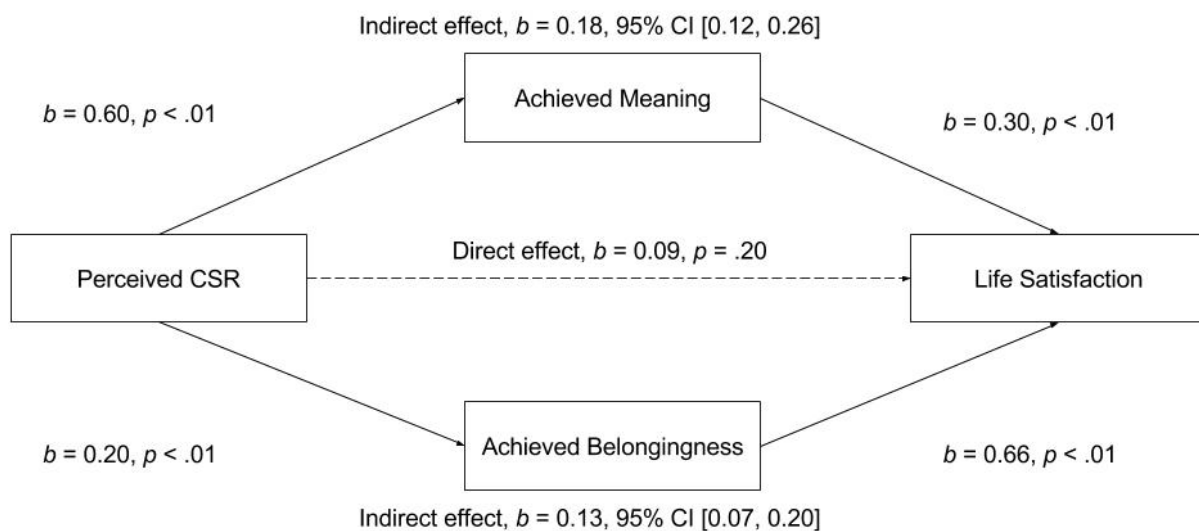 Indirect effect, b = 0.18, 95% CI [0.12, 0.26]
Achieved Meaning
b = 0.60, p < .01
b = 0.30, p < .01
Direct effect, b = 0.09, p = .20
Perceived CSR
Life Satisfaction
Achieved Belongingness
b = 0.20, p < .01
b = 0.66, p < .01
Indirect effect, b = 0.13, 95% CI [0.07, 0.20]